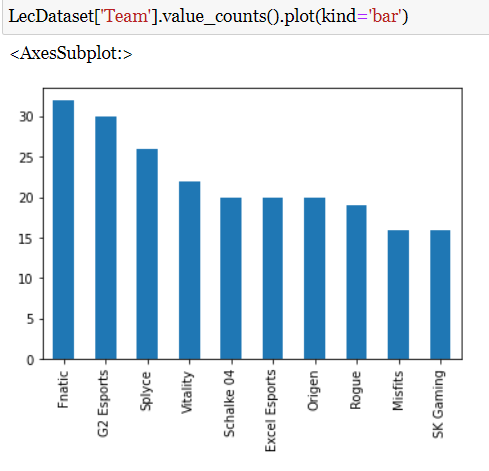 LecDataset['Team'].value_counts().plot(kind='bar')
<AxesSubplot:>
30
25
20
15
10
5
0
Fnatic
G2 Esports
Splyce
Vitality
Schalke 04
Excel Esports
Origen
Rogue
Misfits
SK Gaming